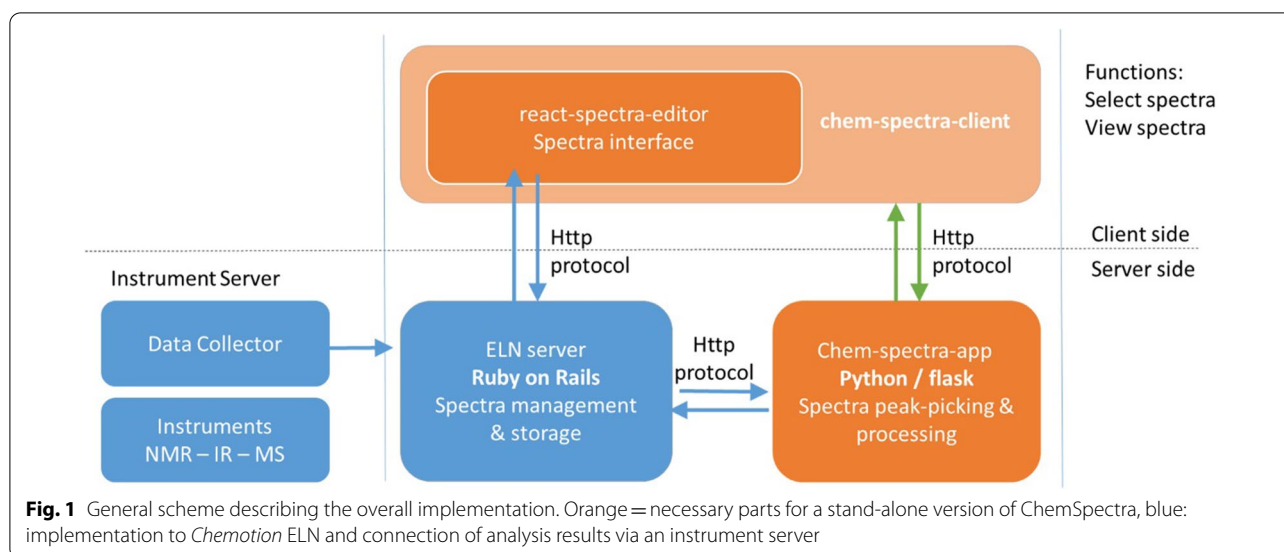 react-spectra-editor
Spectra interface
chem-spectra-client
Functions:
Select spectra
View spectra
Http
protocol
Http
protocol
Client side
Server side
Instrument Server
Data Collector
Instruments
NMR – IR – MS
ELN server
Ruby on Rails
Spectra management
& storage
Http
protocol
Chem-spectra-app
Python / flask
Spectra peak-picking &
processing
Fig. 1 General scheme describing the overall implementation. Orange = necessary parts for a stand-alone version of ChemSpectra, blue:
implementation to Chemotion ELN and connection of analysis results via an instrument server